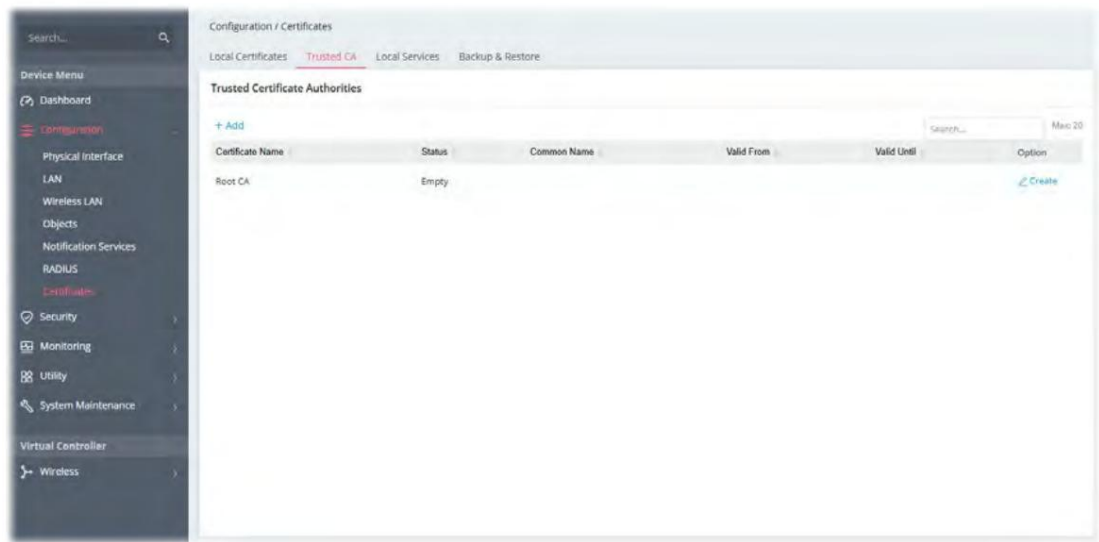 Search...
Device Menu
Dashboard
Configuration
Physical Interface
LAN
Wireless LAN
Objects
Notification Services
RADIUS
Certificates
Security
Monitoring
Utility
System Maintenance
Virtual Controller
Wireless
Configuration / Certificates
Local Certificates Trusted CA Local Services Backup & Restore
Trusted Certificate Authorities
+ Add Search... Max: 20
Certificate Name Status Common Name Valid From Valid Until Option
Root CA Empty Create